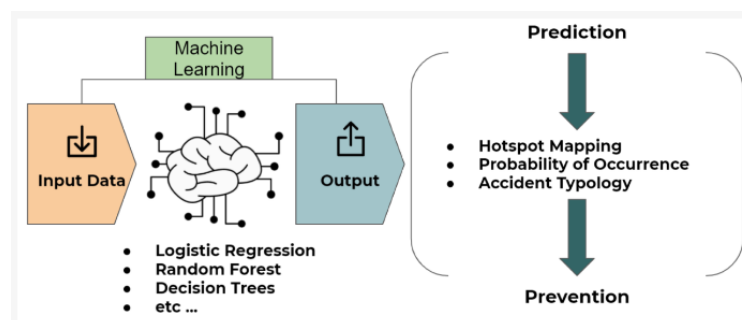 Machine
Learning
Input Data
Output
• Logistic Regression
• Random Forest
• Decision Trees
• etc ...
Prediction
• Hotspot Mapping
• Probability of Occurrence
• Accident Typology
Prevention